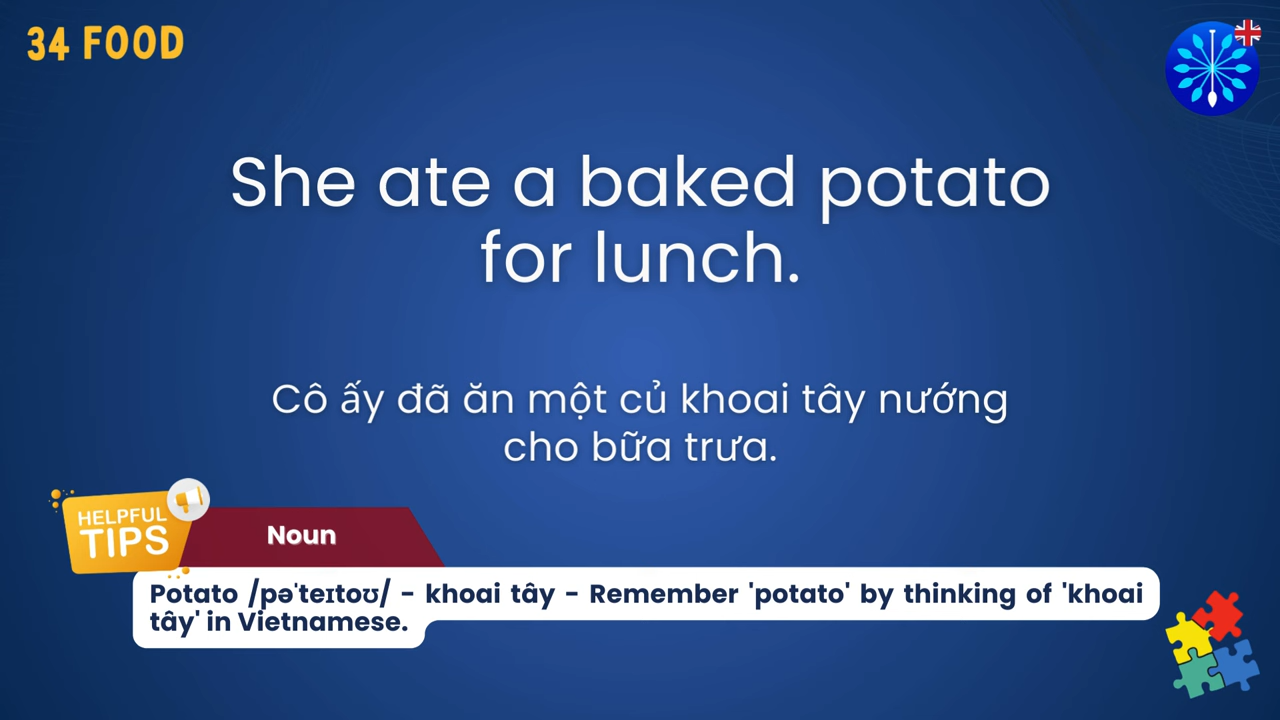 34 FOOD
She ate a baked potato
for lunch.
Cô ấy đã ăn một củ khoai tây nướng
cho bữa trưa.
HELPFUL
TIPS
Noun
Potato /pəˈteɪtoʊ/ - khoai tây - Remember 'potato' by thinking of 'khoai
tây' in Vietnamese.